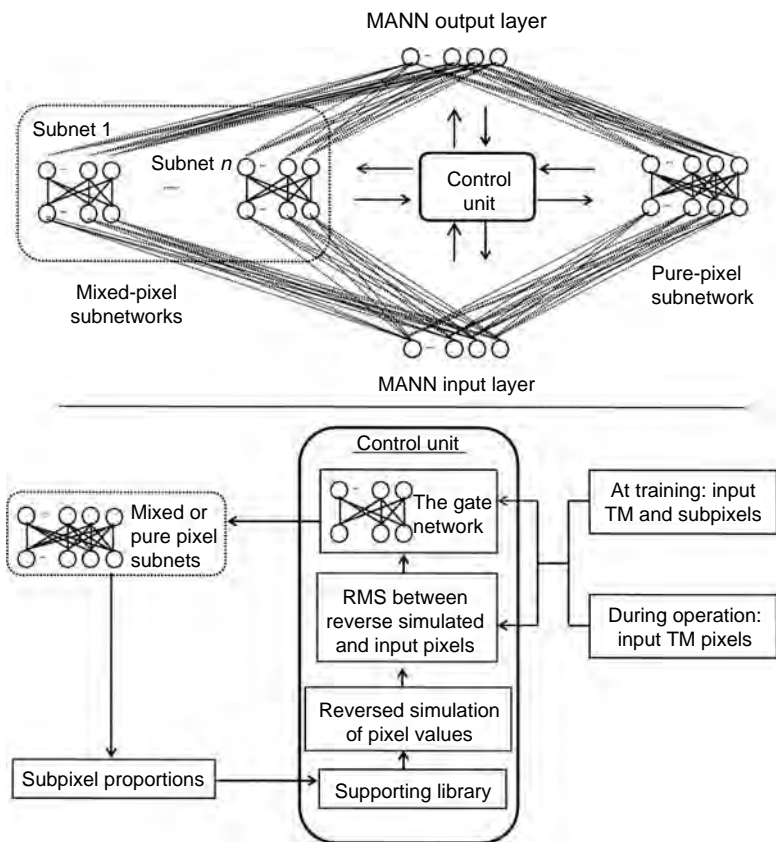 MANN output layer
Subnet 1
Subnet n
Control
unit
Mixed-pixel
subnetworks
Pure-pixel
subnetwork
MANN input layer
Control unit
The gate
network
Mixed or
pure pixel
subnets
At training: input
TM and subpixels
RMS between
reverse simulated
and input pixels
During operation:
input TM pixels
Reversed simulation
of pixel values
Subpixel proportions
Supporting library